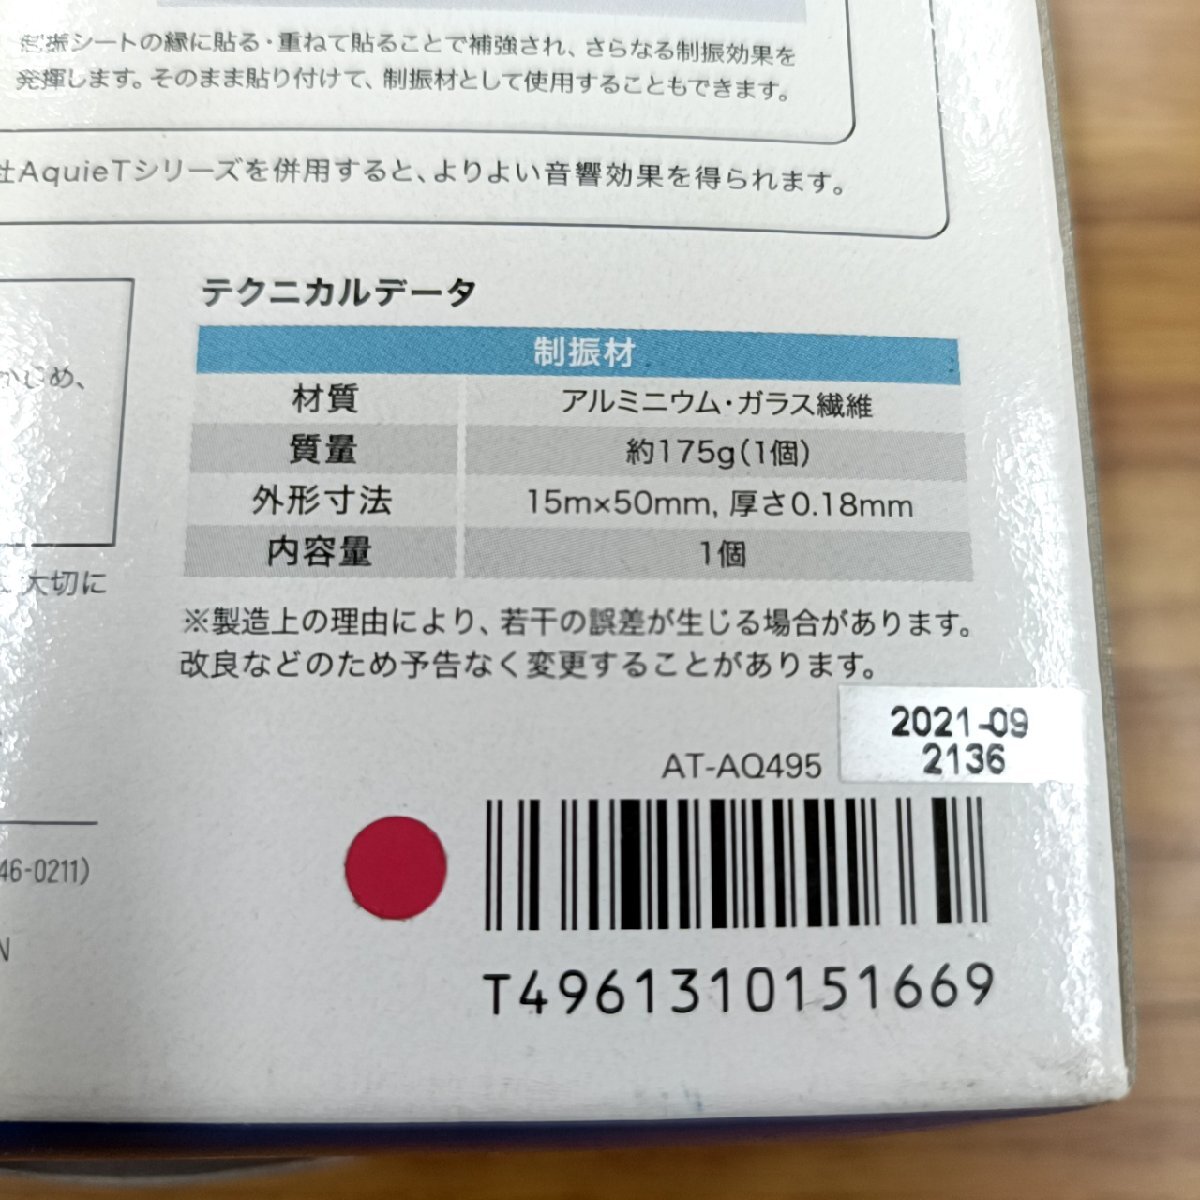 制振シートの縁に貼る・重ねて貼ることで補強され、さらなる制振効果を
発揮します。そのまま貼り付けて、制振材として使用することもできます。
社AquieTシリーズを併用すると、よりよい音響効果を得られます。
かじめ、
大切に
46-0211)
N
テクニカルデータ
制振材
材質 アルミニウム・ガラス繊維
質量 約175g(1個)
外形寸法 15m×50mm, 厚さ0.18mm
内容量 1個
※製造上の理由により、若干の誤差が生じる場合があります。
改良などのため予告なく変更することがあります。
2021-09
2136
AT-AQ495
T4961310151669